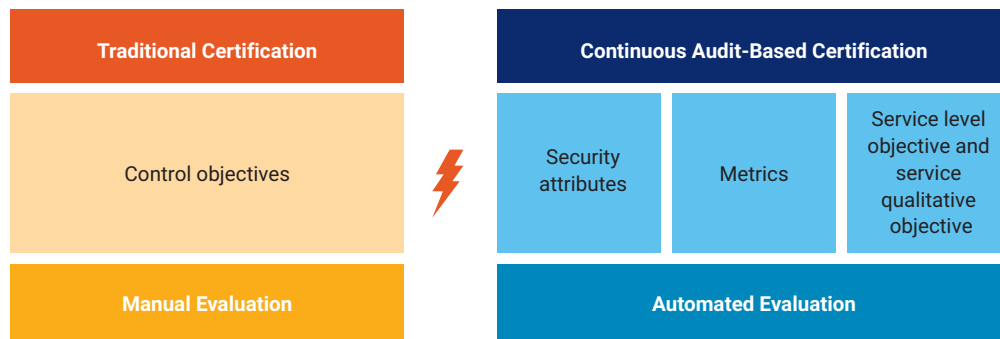 Traditional Certification
Control objectives
Manual Evaluation
Continuous Audit-Based Certification
Security
attributes
Metrics
Service level
objective and
service
qualitative
objective
Automated Evaluation